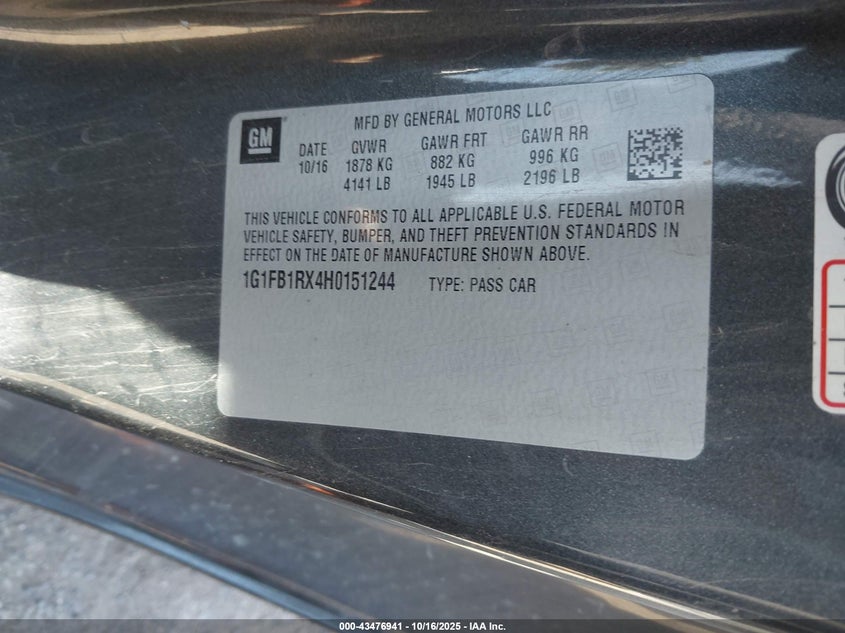 GM
MFD BY GENERAL MOTORS LLC
DATE GVWR GAWR FRT GAWR RR
10/16 1878 KG 882 KG 996 KG
4141 LB 1945 LB 2196 LB
THIS VEHICLE CONFORMS TO ALL APPLICABLE U.S. FEDERAL MOTOR
VEHICLE SAFETY, BUMPER, AND THEFT PREVENTION STANDARDS IN
EFFECT ON THE DATE OF MANUFACTURE SHOWN ABOVE.
1G1FB1RX4H0151244 TYPE: PASS CAR
000-43476941 | 10/16/2025 - IAA Inc.